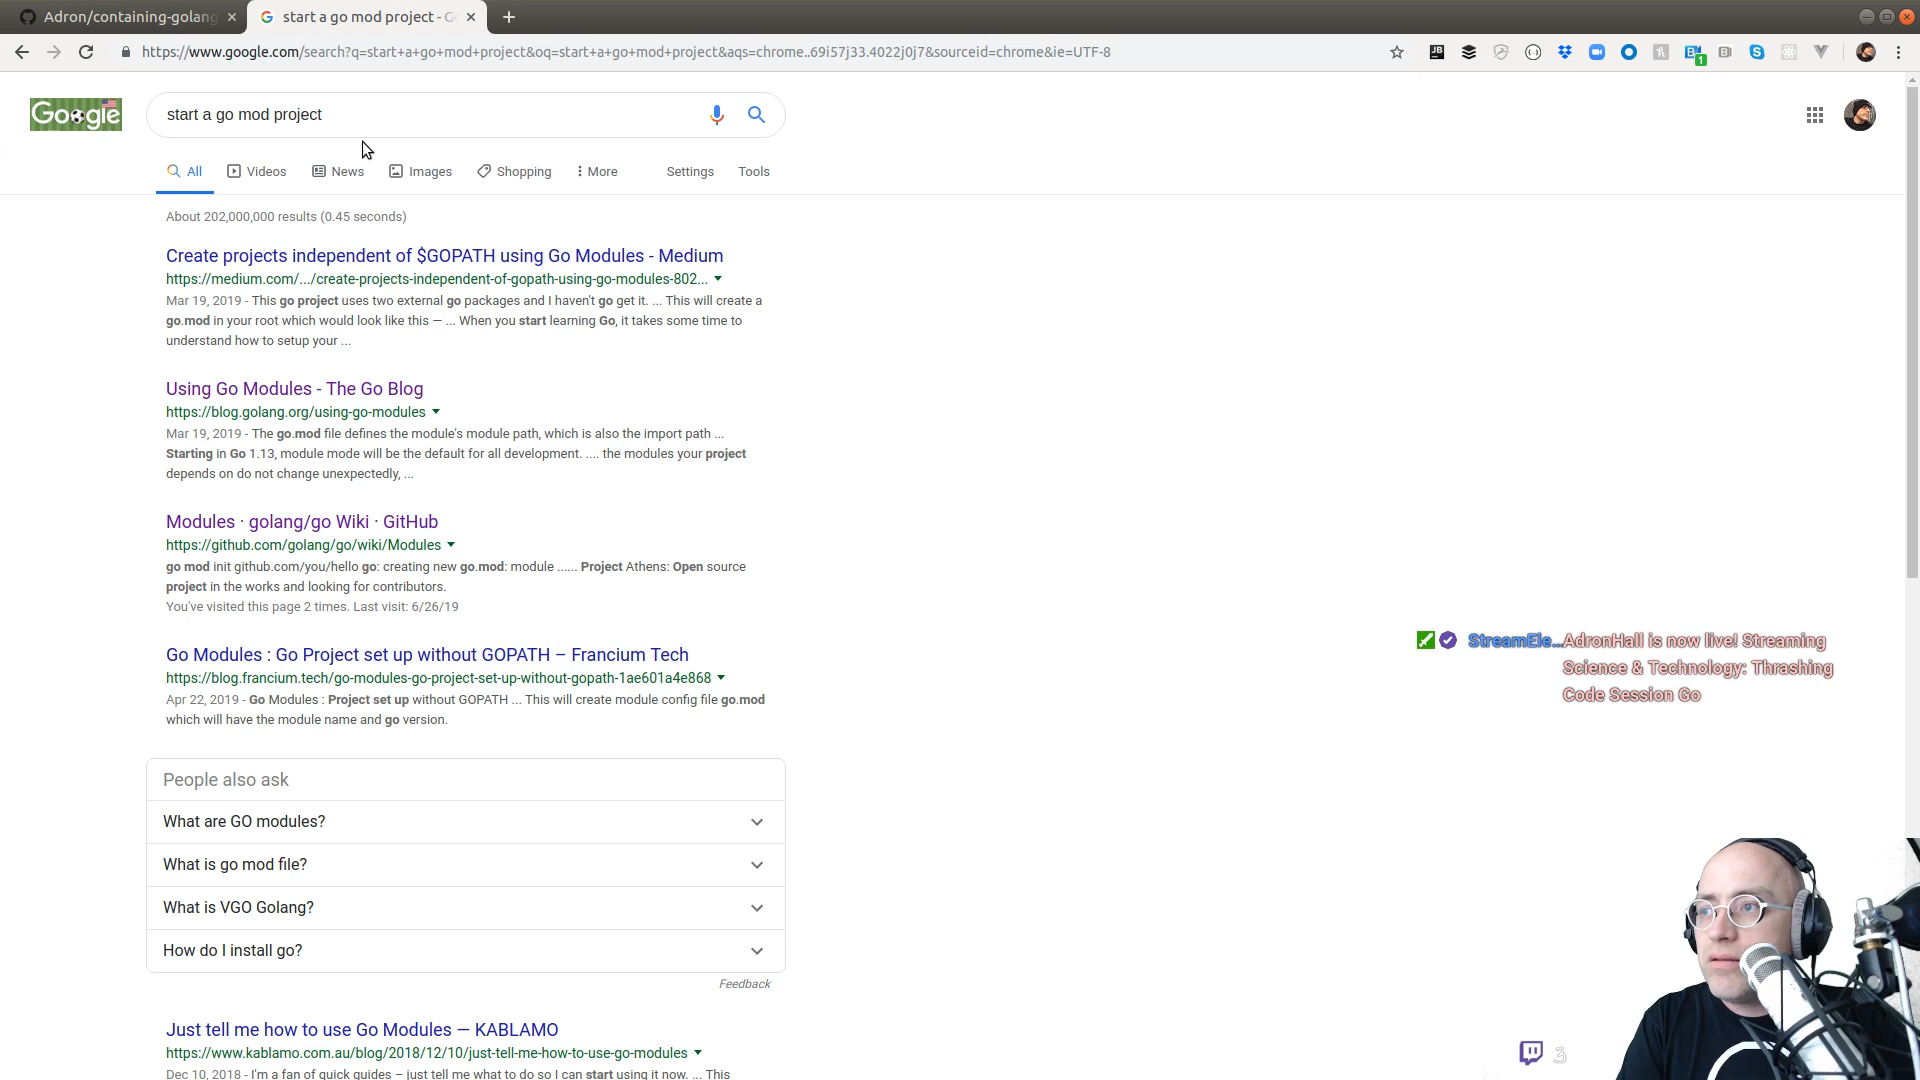 Adron/containing-golang
start a go mod project - G
https://www.google.com/search?q=start+a+go+mod+project&oq=start+a+go+mod+project&aqs=chrome..69i57j33.4022j0j7&sourceid=chrome&ie=UTF-8
Google
start a go mod project
All Videos News Images Shopping More Settings Tools
About 202,000,000 results (0.45 seconds)
Create projects independent of $GOPATH using Go Modules - Medium
https://medium.com/.../create-projects-independent-of-gopath-using-go-modules-802...
Mar 19, 2019 - This go project uses two external go packages and I haven't go get it. ... This will create a
go.mod in your root which would look like this — ... When you start learning Go, it takes some time to
understand how to setup your ...
Using Go Modules - The Go Blog
https://blog.golang.org/using-go-modules
Mar 19, 2019 - The go.mod file defines the module's module path, which is also the import path ...
Starting in Go 1.13, module mode will be the default for all development. .... the modules your project
depends on do not change unexpectedly, ...
Modules · golang/go Wiki · GitHub
https://github.com/golang/go/wiki/Modules
go mod init github.com/you/hello go: creating new go.mod: module ...... Project Athens: Open source
project in the works and looking for contributors.
You've visited this page 2 times. Last visit: 6/26/19
Go Modules : Go Project set up without GOPATH – Francium Tech
https://blog.francium.tech/go-modules-go-project-set-up-without-gopath-1ae601a4e868
Apr 22, 2019 - Go Modules : Project set up without GOPATH ... This will create module config file go.mod
which will have the module name and go version.
People also ask
What are GO modules?
What is go mod file?
What is VGO Golang?
How do I install go?
Feedback
Just tell me how to use Go Modules — KABLAMO
https://www.kablamo.com.au/blog/2018/12/10/just-tell-me-how-to-use-go-modules
Dec 10, 2018 - I'm a fan of quick guides – just tell me what to do so I can start using it now. ... This
StreamEle... AdronHall is now live! Streaming
Science & Technology: Thrashing
Code Session Go
3